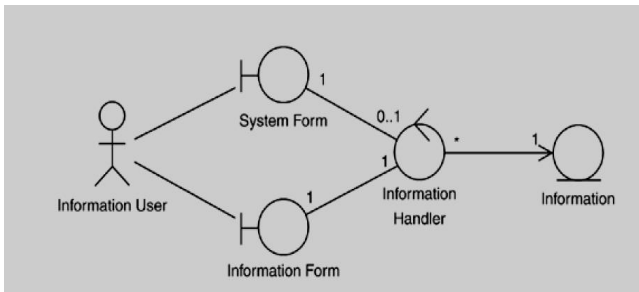 1
System Form
0..1
*
1
Information User
1
1
Information
Handler
Information
Information Form